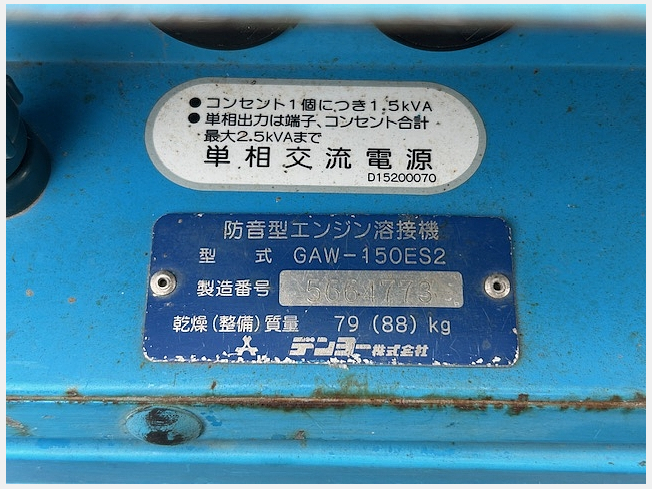 ● コンセント1個につき1.5kVA
● 単相出力は端子、コンセント合計
最大2.5kVAまで
単相交流電源
D15200070
防音型エンジン溶接機
型式 GAW-150ES2
製造番号 5664773
乾燥(整備)質量 79(88)kg
デンヨー株式会社